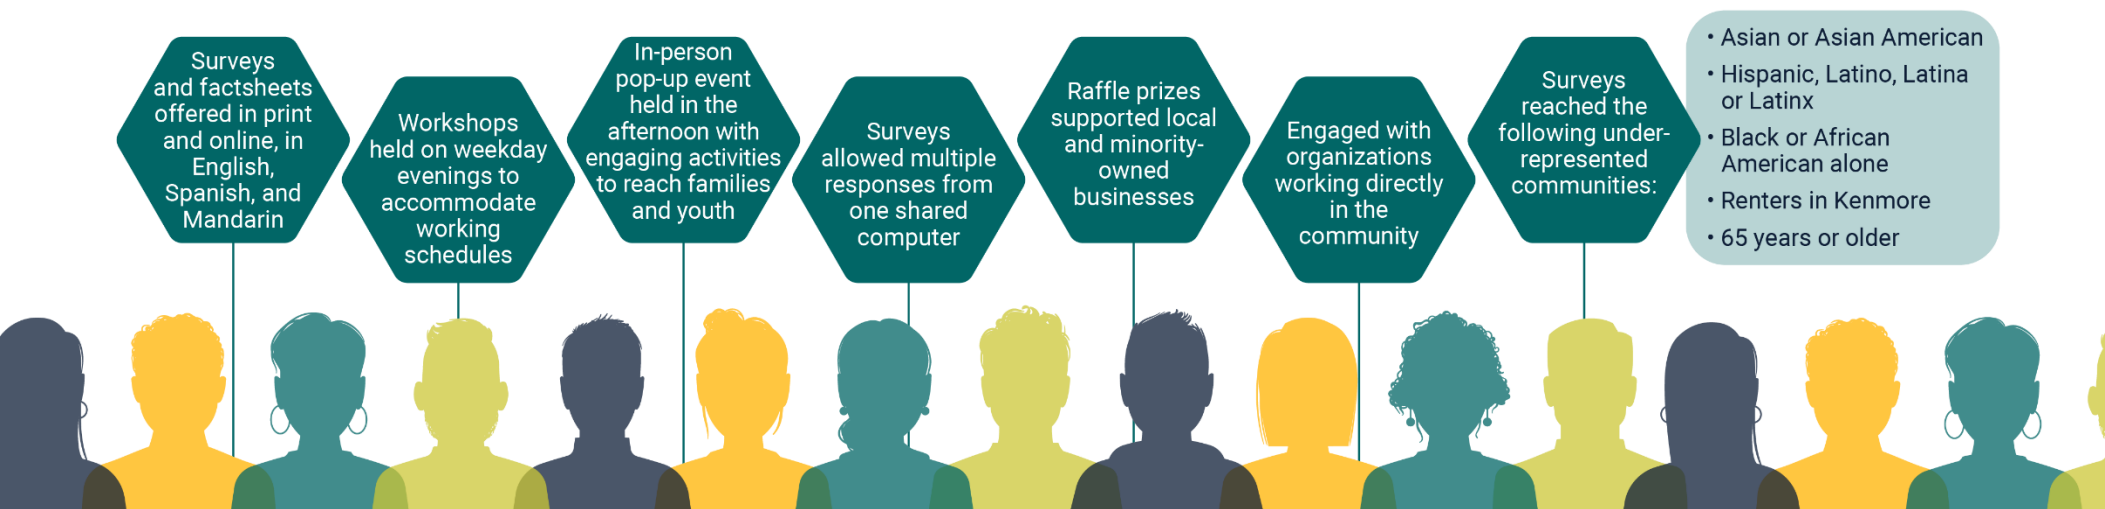 Surveys
and factsheets
offered in print
and online, in
English,
Spanish, and
Mandarin
Workshops
held on weekday
evenings to
accommodate
working
schedules
In-person
pop-up event
held in the
afternoon with
engaging activities
to reach families
and youth
Surveys
allowed multiple
responses from
one shared
computer
Raffle prizes
supported local
and minority-
owned
businesses
Engaged with
organizations
working directly
in the
community
Surveys
reached the
following under-
represented
communities:
• Asian or Asian American
• Hispanic, Latino, Latina
or Latinx
• Black or African
American alone
• Renters in Kenmore
• 65 years or older